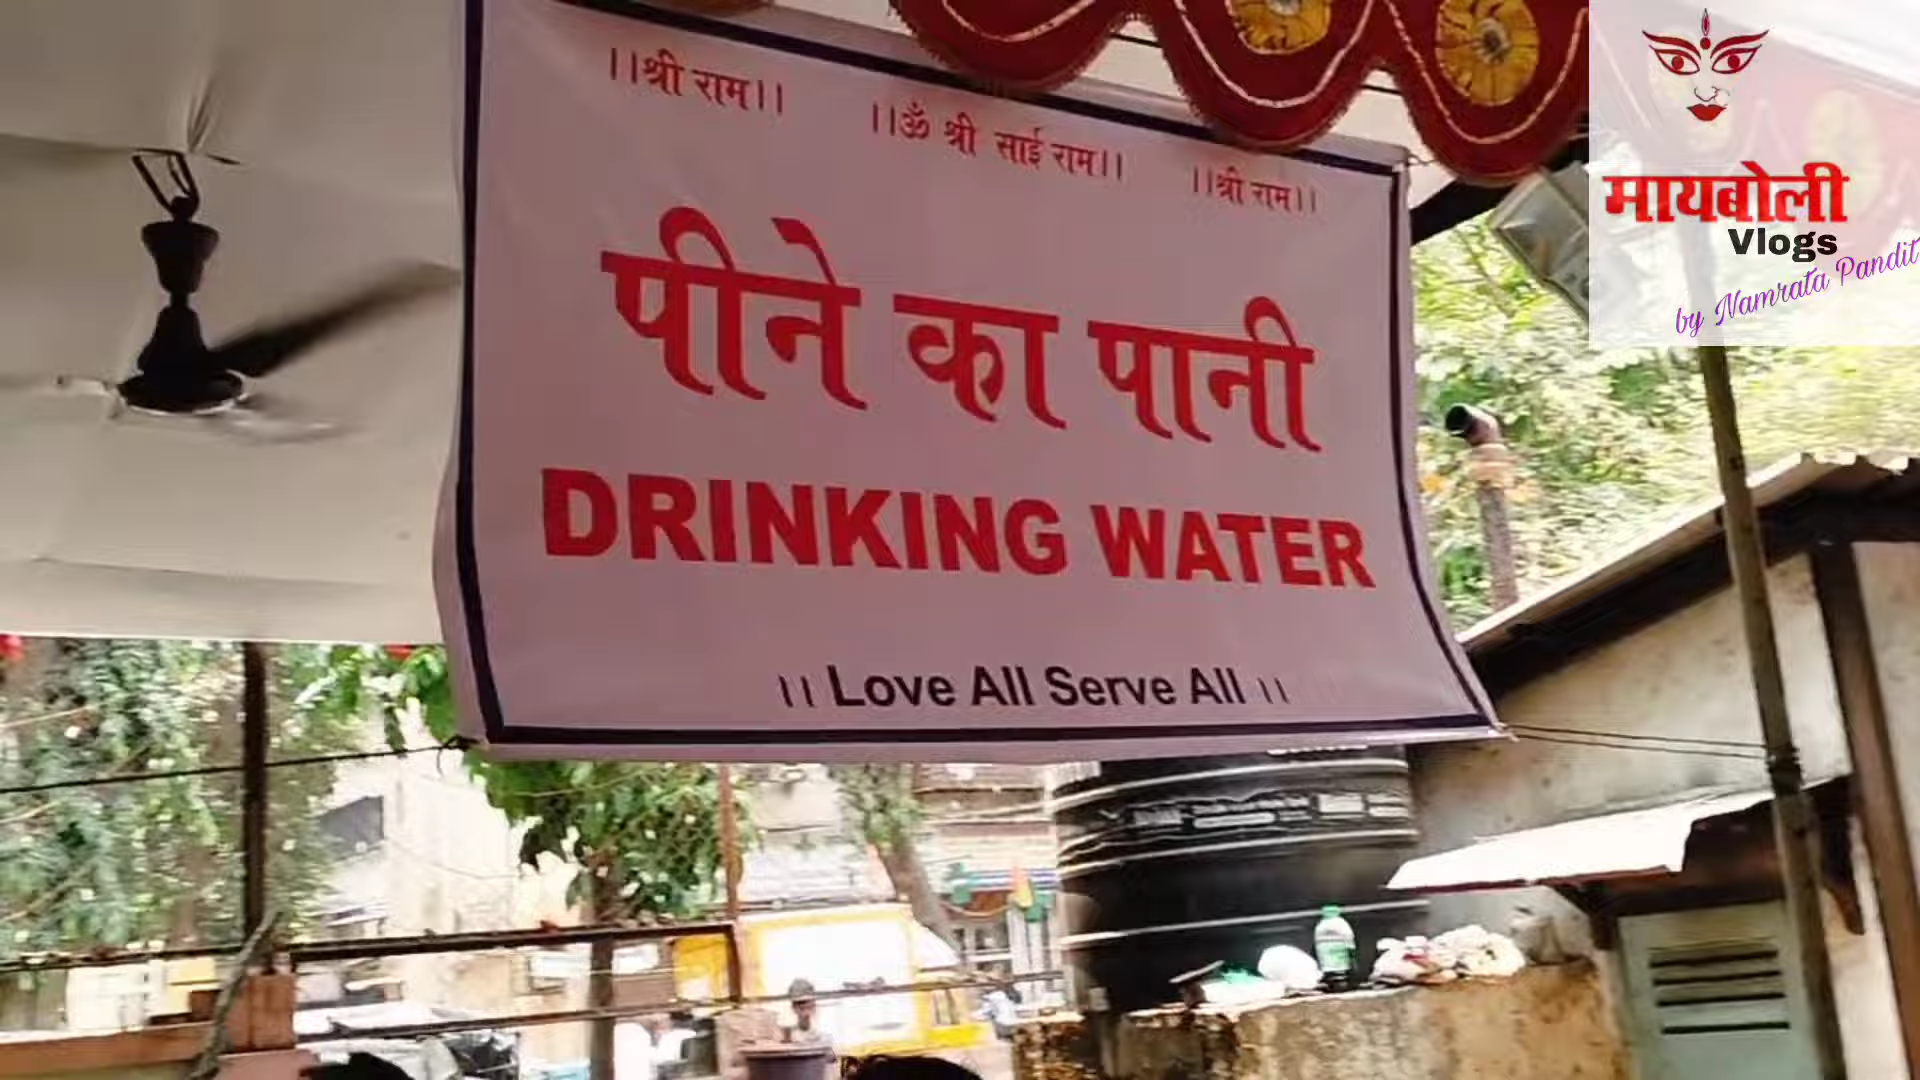 ।।श्री राम।। ।।ॐ श्री साई राम।। ।।श्री राम।।
पीने का पानी
DRINKING WATER
।। Love All Serve All ।।
मायबोली
Vlogs
by Namrata Pandit